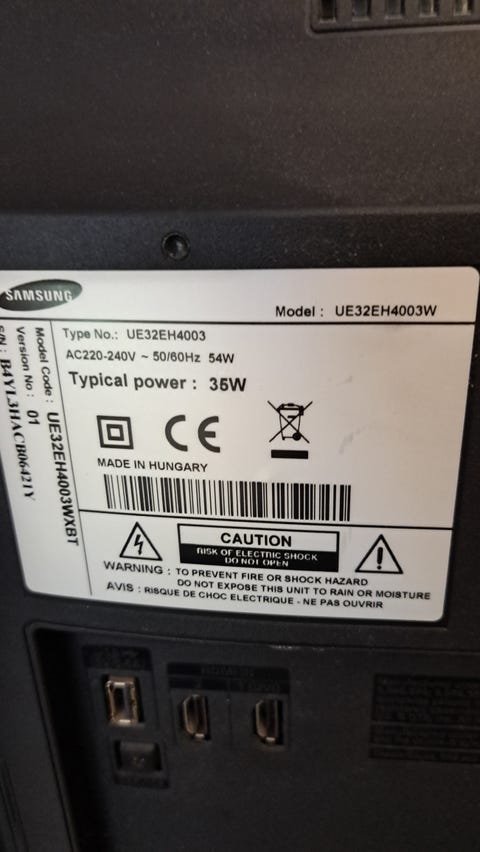 SAMSUNG
Model : UE32EH4003W
Type No.: UE32EH4003
AC220-240V ~ 50/60Hz 54W
Typical power : 35W
Model Code : UE32EH4003WXBT
Version No : 01
S/N : B4YL3HACB06421Y
CE
MADE IN HUNGARY
CAUTION
RISK OF ELECTRIC SHOCK
DO NOT OPEN
WARNING : TO PREVENT FIRE OR SHOCK HAZARD
DO NOT EXPOSE THIS UNIT TO RAIN OR MOISTURE
AVIS : RISQUE DE CHOC ELECTRIQUE - NE PAS OUVRIR